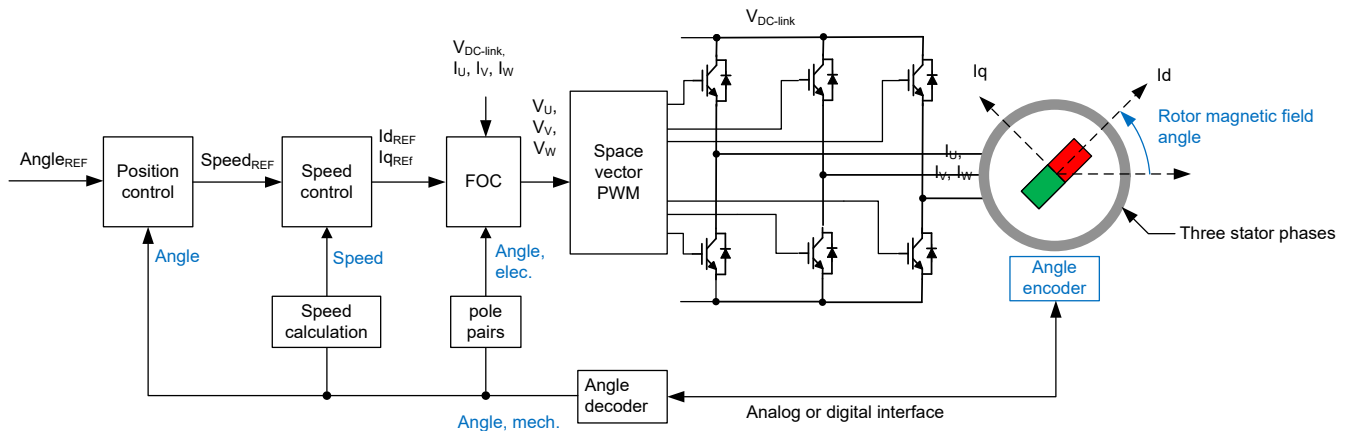 V_DC-link
V_DC-link,
I_U, I_V, I_W
Angle_REF
Position
control
Speed_REF
Speed
control
Id_REF
Iq_REf
FOC
V_U,
V_V,
V_W
Space
vector
PWM
I_U,
I_V, I_W
Iq
Id
Rotor magnetic field
angle
Three stator phases
Angle
encoder
Angle
Speed
Angle,
elec.
Speed
calculation
pole
pairs
Angle
decoder
Angle, mech.
Analog or digital interface